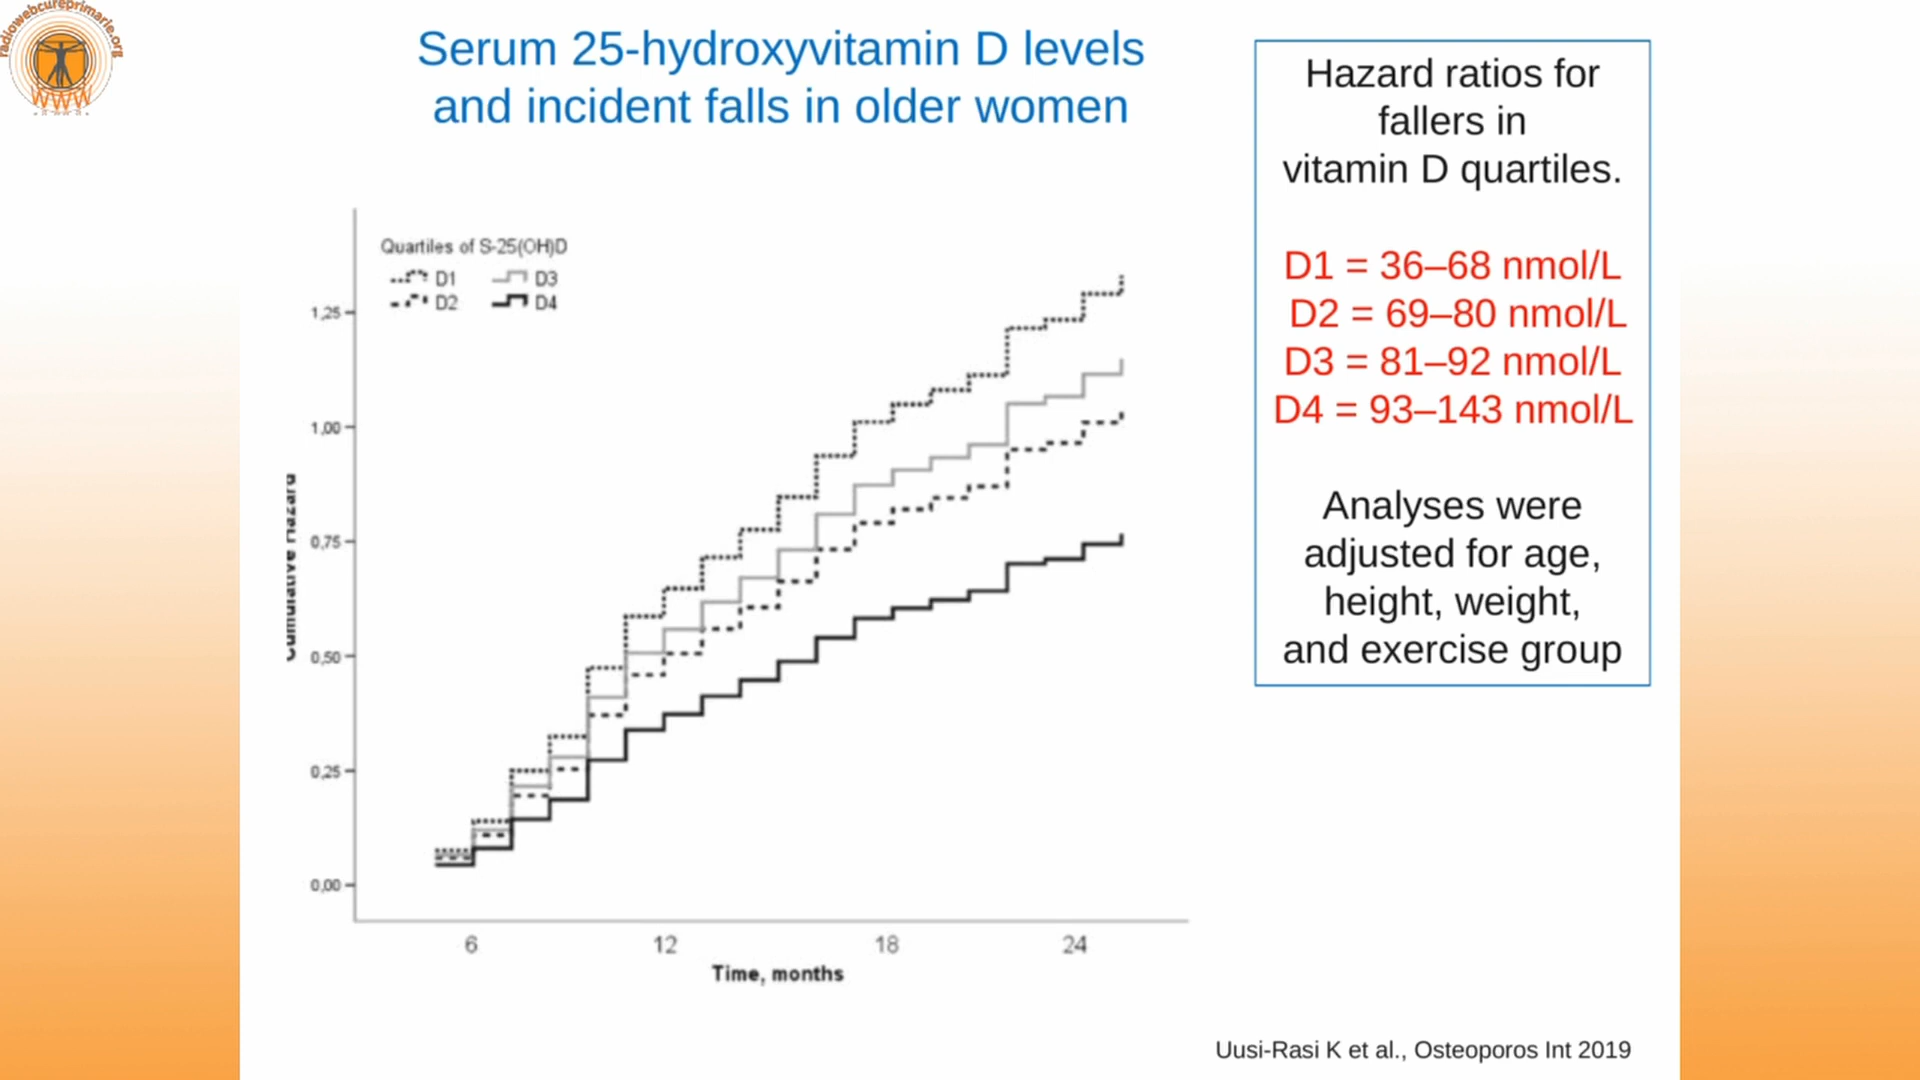 radiowebcureprimarie.org
www
Serum 25-hydroxyvitamin D levels
and incident falls in older women
Quartiles of S-25(OH)D
D1 D3
D2 D4
1,25
1,00
0,75
0,50
0,25
0,00
Cumulative Hazard
6 12 18 24
Time, months
Hazard ratios for
fallers in
vitamin D quartiles.
D1 = 36–68 nmol/L
D2 = 69–80 nmol/L
D3 = 81–92 nmol/L
D4 = 93–143 nmol/L
Analyses were
adjusted for age,
height, weight,
and exercise group
Uusi-Rasi K et al., Osteoporos Int 2019